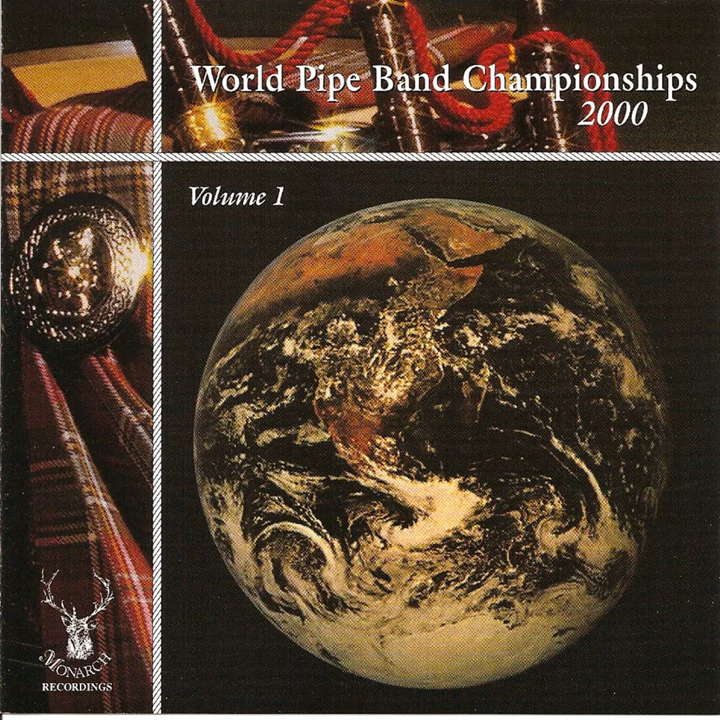 World Pipe Band Championships
2000
Volume 1
MONARCH
RECORDINGS